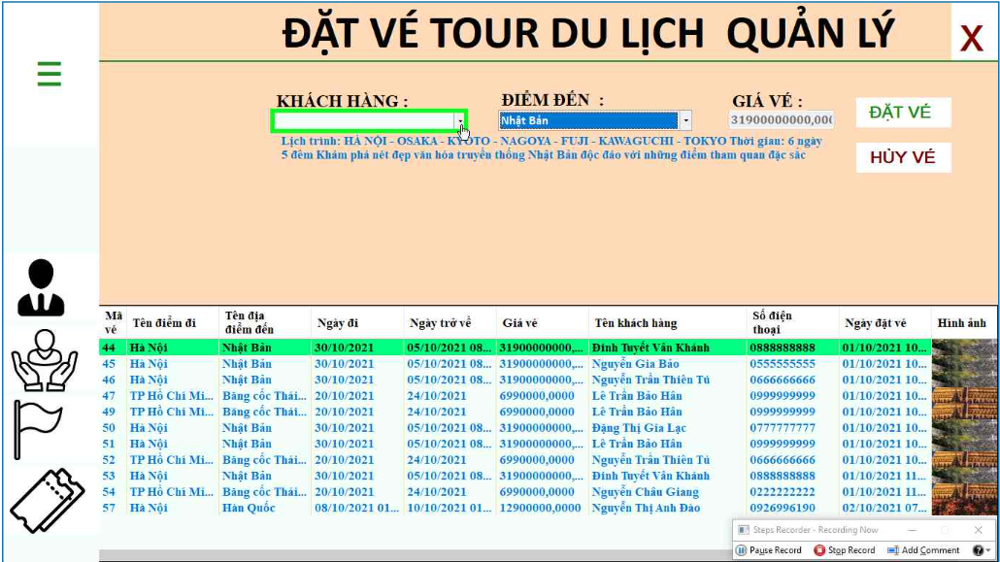 ĐẶT VÉ TOUR DU LỊCH QUẢN LÝ
X
KHÁCH HÀNG :
ĐIỂM ĐẾN :
GIÁ VÉ :
Nhật Bản
31900000000,00(
ĐẶT VÉ
HỦY VÉ
Lịch trình: HÀ NỘI - OSAKA - KYOTO - NAGOYA - FUJI - KAWAGUCHI - TOKYO Thời gian: 6 ngày
5 đêm Khám phá nét đẹp văn hóa truyền thống Nhật Bản độc đáo với những điểm tham quan đặc sắc
Mã vé Tên điểm đi Tên địa điểm đến Ngày đi Ngày trở về Giá vé Tên khách hàng Số điện thoại Ngày đặt vé Hình ảnh
44 Hà Nội Nhật Bản 30/10/2021 05/10/2021 08... 31900000000,... Đinh Tuyết Vân Khánh 0888888888 01/10/2021 10...
45 Hà Nội Nhật Bản 30/10/2021 05/10/2021 08... 31900000000,... Nguyễn Gia Bảo 0555555555 01/10/2021 10...
46 Hà Nội Nhật Bản 30/10/2021 05/10/2021 08... 31900000000,... Nguyễn Trần Thiên Tú 0666666666 01/10/2021 10...
47 TP Hồ Chí Mi... Băng cốc Thái... 20/10/2021 24/10/2021 6990000,0000 Lê Trần Bảo Hân 0999999999 01/10/2021 10...
49 TP Hồ Chí Mi... Băng cốc Thái... 20/10/2021 24/10/2021 6990000,0000 Lê Trần Bảo Hân 0999999999 01/10/2021 10...
50 Hà Nội Nhật Bản 30/10/2021 05/10/2021 08... 31900000000,... Đặng Thị Gia Lạc 0777777777 01/10/2021 10...
51 Hà Nội Nhật Bản 30/10/2021 05/10/2021 08... 31900000000,... Lê Trần Bảo Hân 0999999999 01/10/2021 10...
52 TP Hồ Chí Mi... Băng cốc Thái... 20/10/2021 24/10/2021 6990000,0000 Nguyễn Trần Thiên Tú 0666666666 01/10/2021 10...
53 Hà Nội Nhật Bản 30/10/2021 05/10/2021 08... 31900000000,... Đinh Tuyết Vân Khánh 0888888888 01/10/2021 11...
54 TP Hồ Chí Mi... Băng cốc Thái... 20/10/2021 24/10/2021 6990000,0000 Nguyễn Châu Giang 0222222222 01/10/2021 11...
57 Hà Nội Hàn Quốc 08/10/2021 01... 10/10/2021 01... 12900000,0000 Nguyễn Thị Anh Đào 0926996190 02/10/2021 07...
Steps Recorder - Recording Now
Pause Record Stop Record Add Comment